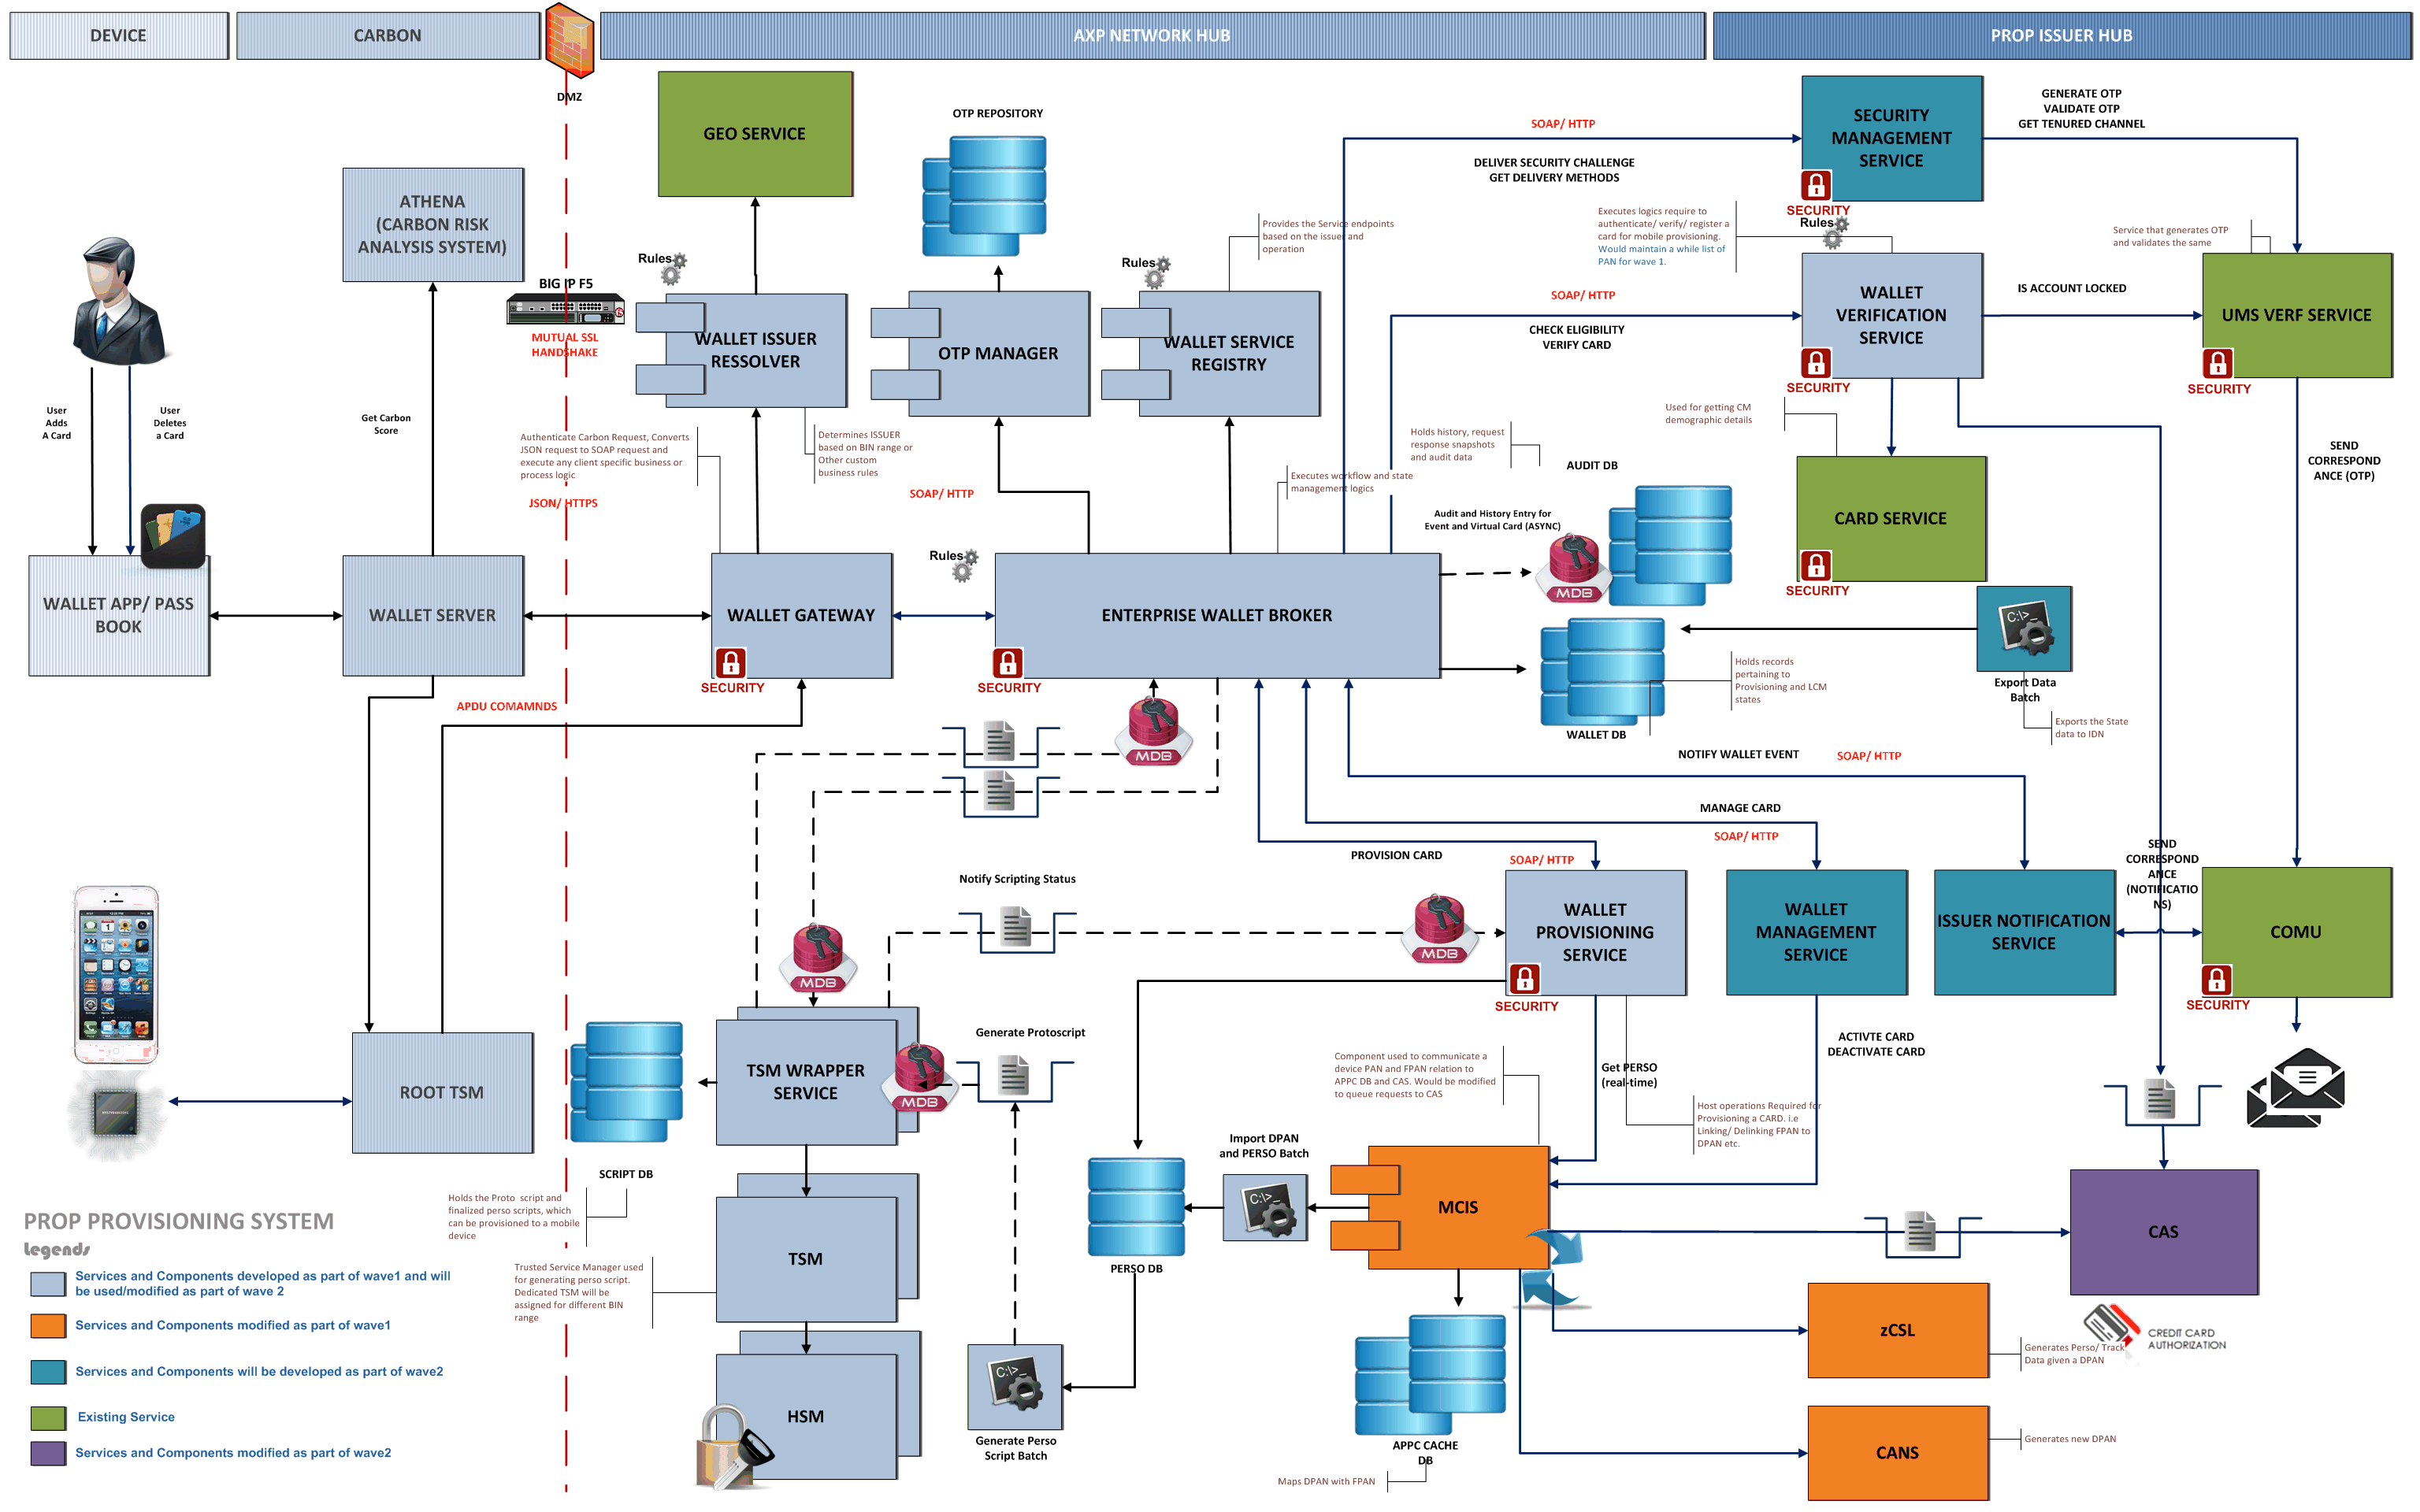 DEVICE
CARBON
AXP NETWORK HUB
PROP ISSUER HUB
DMZ
GEO SERVICE
OTP REPOSITORY
SOAP/ HTTP
DELIVER SECURITY CHALLENGE
GET DELIVERY METHODS
SECURITY
MANAGEMENT
SERVICE
SECURITY
GENERATE OTP
VALIDATE OTP
GET TENURED CHANNEL
ATHENA
(CARBON RISK
ANALYSIS SYSTEM)
Provides the Service endpoints
based on the issuer and
operation
Executes logics require to
authenticate/ verify/ register a
card for mobile provisioning.
Would maintain a while list of
PAN for wave 1.
Rules
Service that generates OTP
and validates the same
BIG IP F5
MUTUAL SSL
HANDSHAKE
Rules
WALLET ISSUER
RESSOLVER
OTP MANAGER
Rules
WALLET SERVICE
REGISTRY
SOAP/ HTTP
CHECK ELIGIBILITY
VERIFY CARD
WALLET
VERIFICATION
SERVICE
SECURITY
IS ACCOUNT LOCKED
UMS VERF SERVICE
SECURITY
User
Adds
A Card
User
Deletes
a Card
Get Carbon
Score
Authenticate Carbon Request, Converts
JSON request to SOAP request and
execute any client specific business or
process logic
JSON/ HTTPS
Determines ISSUER
based on BIN range or
Other custom
business rules
SOAP/ HTTP
Executes workflow and state
management logics
Holds history, request
response snapshots
and audit data
AUDIT DB
Used for getting CM
demographic details
CARD SERVICE
SECURITY
SEND
CORRESPOND
ANCE (OTP)
Audit and History Entry for
Event and Virtual Card (ASYNC)
MDB
WALLET APP/ PASS
BOOK
WALLET SERVER
WALLET GATEWAY
SECURITY
Rules
ENTERPRISE WALLET BROKER
SECURITY
C:\>_
Export Data
Batch
Exports the State
data to IDN
Holds records
pertaining to
Provisioning and LCM
states
WALLET DB
APDU COMAMNDS
MDB
NOTIFY WALLET EVENT
SOAP/ HTTP
MANAGE CARD
SOAP/ HTTP
PROVISION CARD
SOAP/ HTTP
SEND
CORRESPOND
ANCE
(NOTIFICATIO
NS)
Notify Scripting Status
MDB
MDB
WALLET
PROVISIONING
SERVICE
SECURITY
WALLET
MANAGEMENT
SERVICE
ISSUER NOTIFICATION
SERVICE
COMU
SECURITY
ROOT TSM
TSM WRAPPER
SERVICE
MDB
Generate Protoscript
Component used to communicate a
device PAN and FPAN relation to
APPC DB and CAS. Would be modified
to queue requests to CAS
Get PERSO
(real-time)
ACTIVTE CARD
DEACTIVATE CARD
Host operations Required for
Provisioning a CARD. i.e
Linking/ Delinking FPAN to
DPAN etc.
Import DPAN
and PERSO Batch
C:\>_
SCRIPT DB
Holds the Proto script and
finalized perso scripts, which
can be provisioned to a mobile
device
MCIS
CAS
CREDIT CARD
AUTHORIZATION
TSM
Trusted Service Manager used
for generating perso script.
Dedicated TSM will be
assigned for different BIN
range
PERSO DB
zCSL
Generates Perso/ Track
Data given a DPAN
HSM
C:\>_
Generate Perso
Script Batch
APPC CACHE
DB
Maps DPAN with FPAN
CANS
Generates new DPAN
PROP PROVISIONING SYSTEM
Legends
Services and Components developed as part of wave1 and will
be used/modified as part of wave 2
Services and Components modified as part of wave1
Services and Components will be developed as part of wave2
Existing Service
Services and Components modified as part of wave2